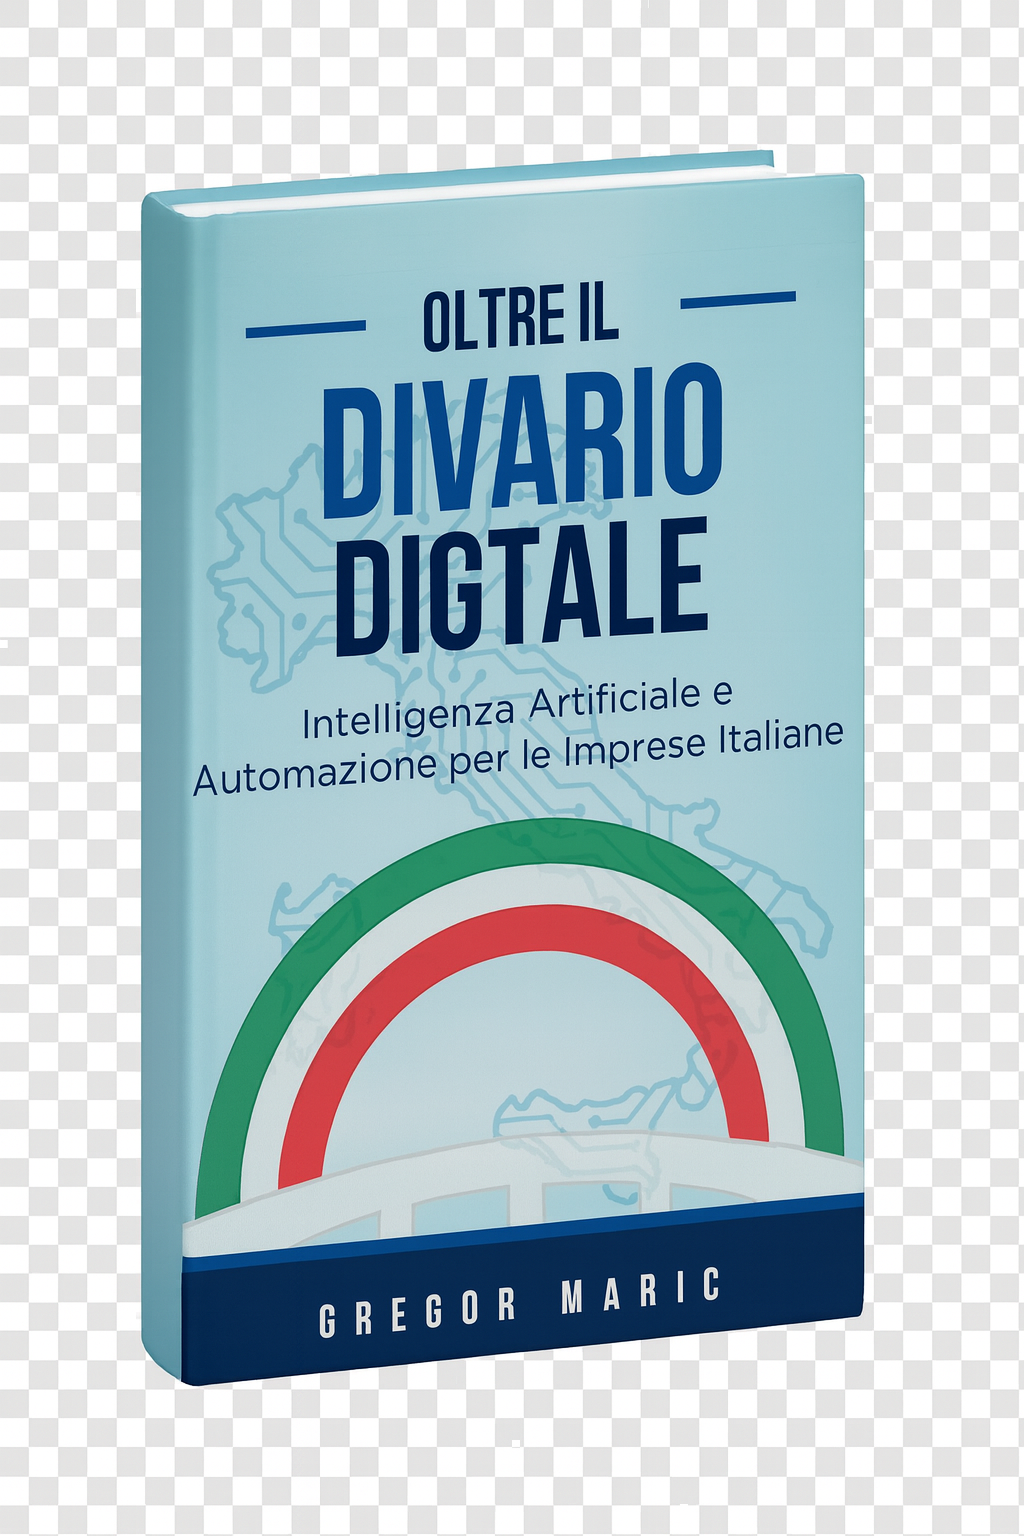 OLTRE IL
DIVARIO
DIGTALE
Intelligenza Artificiale e
Automazione per le Imprese Italiane
GREGOR MARIC